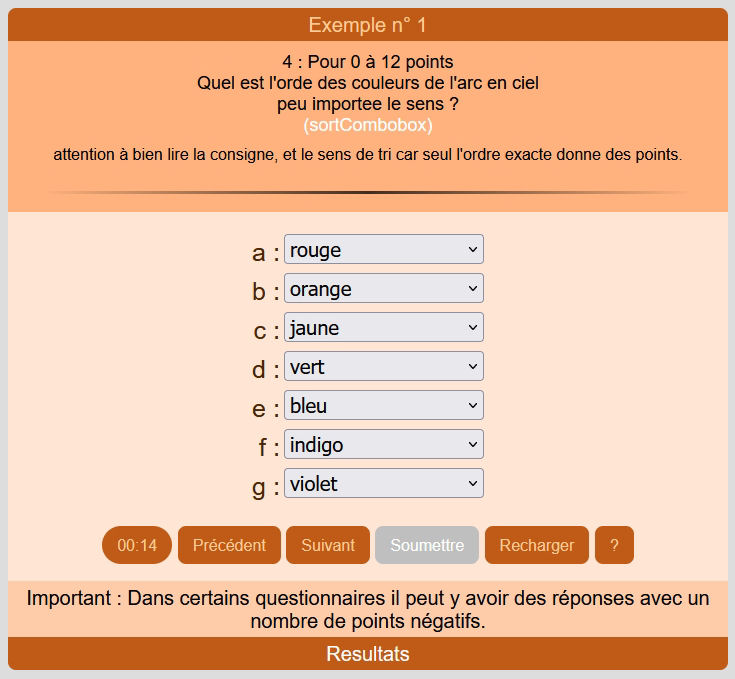 Exemple n° 1
4 : Pour 0 à 12 points
Quel est l'orde des couleurs de l'arc en ciel
peu importee le sens ?
(sortCombobox)
attention à bien lire la consigne, et le sens de tri car seul l'ordre exacte donne des points.
a : rouge
b : orange
c : jaune
d : vert
e : bleu
f : indigo
g : violet
00:14 Précédent Suivant Soumettre Recharger ?
Important : Dans certains questionnaires il peut y avoir des réponses avec un
nombre de points négatifs.
Resultats